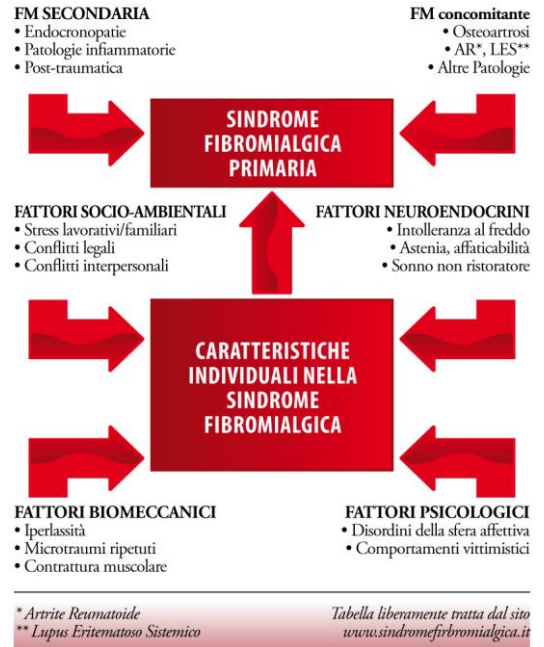 FM SECONDARIA
• Endocronopatie
• Patologie infiammatorie
• Post-traumatica
FM concomitante
• Osteoartrosi
• AR*, LES**
• Altre Patologie
SINDROME
FIBROMIALGICA
PRIMARIA
FATTORI SOCIO-AMBIENTALI
• Stress lavorativi/familiari
• Conflitti legali
• Conflitti interpersonali
FATTORI NEUROENDOCRINI
• Intolleranza al freddo
• Astenia, affaticabilità
• Sonno non ristoratore
CARATTERISTICHE
INDIVIDUALI NELLA
SINDROME
FIBROMIALGICA
FATTORI BIOMECCANICI
• Iperlassità
• Microtraumi ripetuti
• Contrattura muscolare
FATTORI PSICOLOGICI
• Disordini della sfera affettiva
• Comportamenti vittimistici
* Artrite Reumatoide
** Lupus Eritematoso Sistemico
Tabella liberamente tratta dal sito
www.sindromefirbromialgica.it